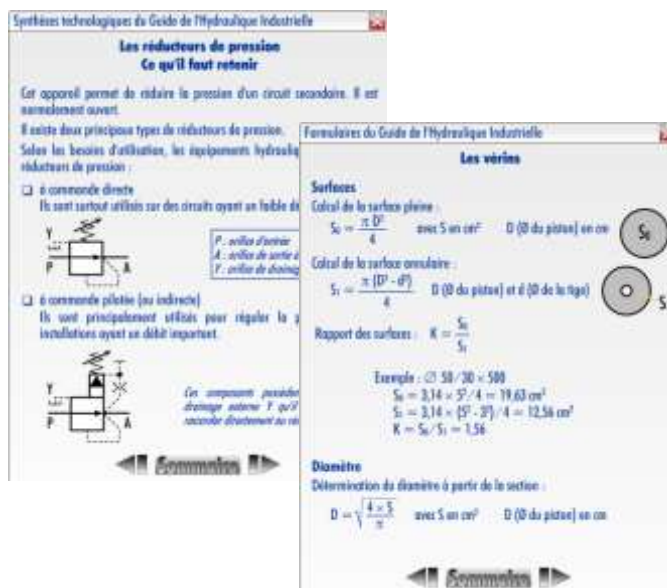 Synthèses technologiques du Guide de l'Hydraulique Industrielle
Les réducteurs de pression
Ce qu'il faut retenir
Cet appareil permet de réduire la pression d'un circuit secondaire. Il est
normalement ouvert.
Il existe deux principaux types de réducteurs de pression.
Selon les besoins d'utilisation, les équipements hydrauliq
réducteurs de pression :
❑ à commande directe
Ils sont surtout utilisés sur des circuits ayant un faible dé
Y
P A
P : orifice d'entrée
A : orifice de sortie à
Y : orifice de drainag
❑ à commande pilotée (ou indirecte)
Ils sont principalement utilisés pour réguler la p
installations ayant un débit important.
Y
P A
Ces composants possèden
drainage externe Y qu'il
raccorder directement au rés
Sommaire
Formulaires du Guide de l'Hydraulique Industrielle
Les vérins
Surfaces
Calcul de la surface pleine :
S₀ = π D² / 4 avec S en cm² D (Ø du piston) en cm
S₀
Calcul de la surface annulaire :
S₁ = π (D² - d²) / 4 D (Ø du piston) et d (Ø de la tige)
S
Rapport des surfaces : K = S₀ / S₁
Exemple : ∅ 50/30 × 500
S₀ = 3,14 × 5²/4 = 19,63 cm²
S₁ = 3,14 × (5² - 3²)/4 = 12,56 cm²
K = S₀/S₁ = 1,56
Diamètre
Détermination du diamètre à partir de la section :
D = √(4 × S / π) avec S en cm² D (Ø du piston) en cm
Sommaire